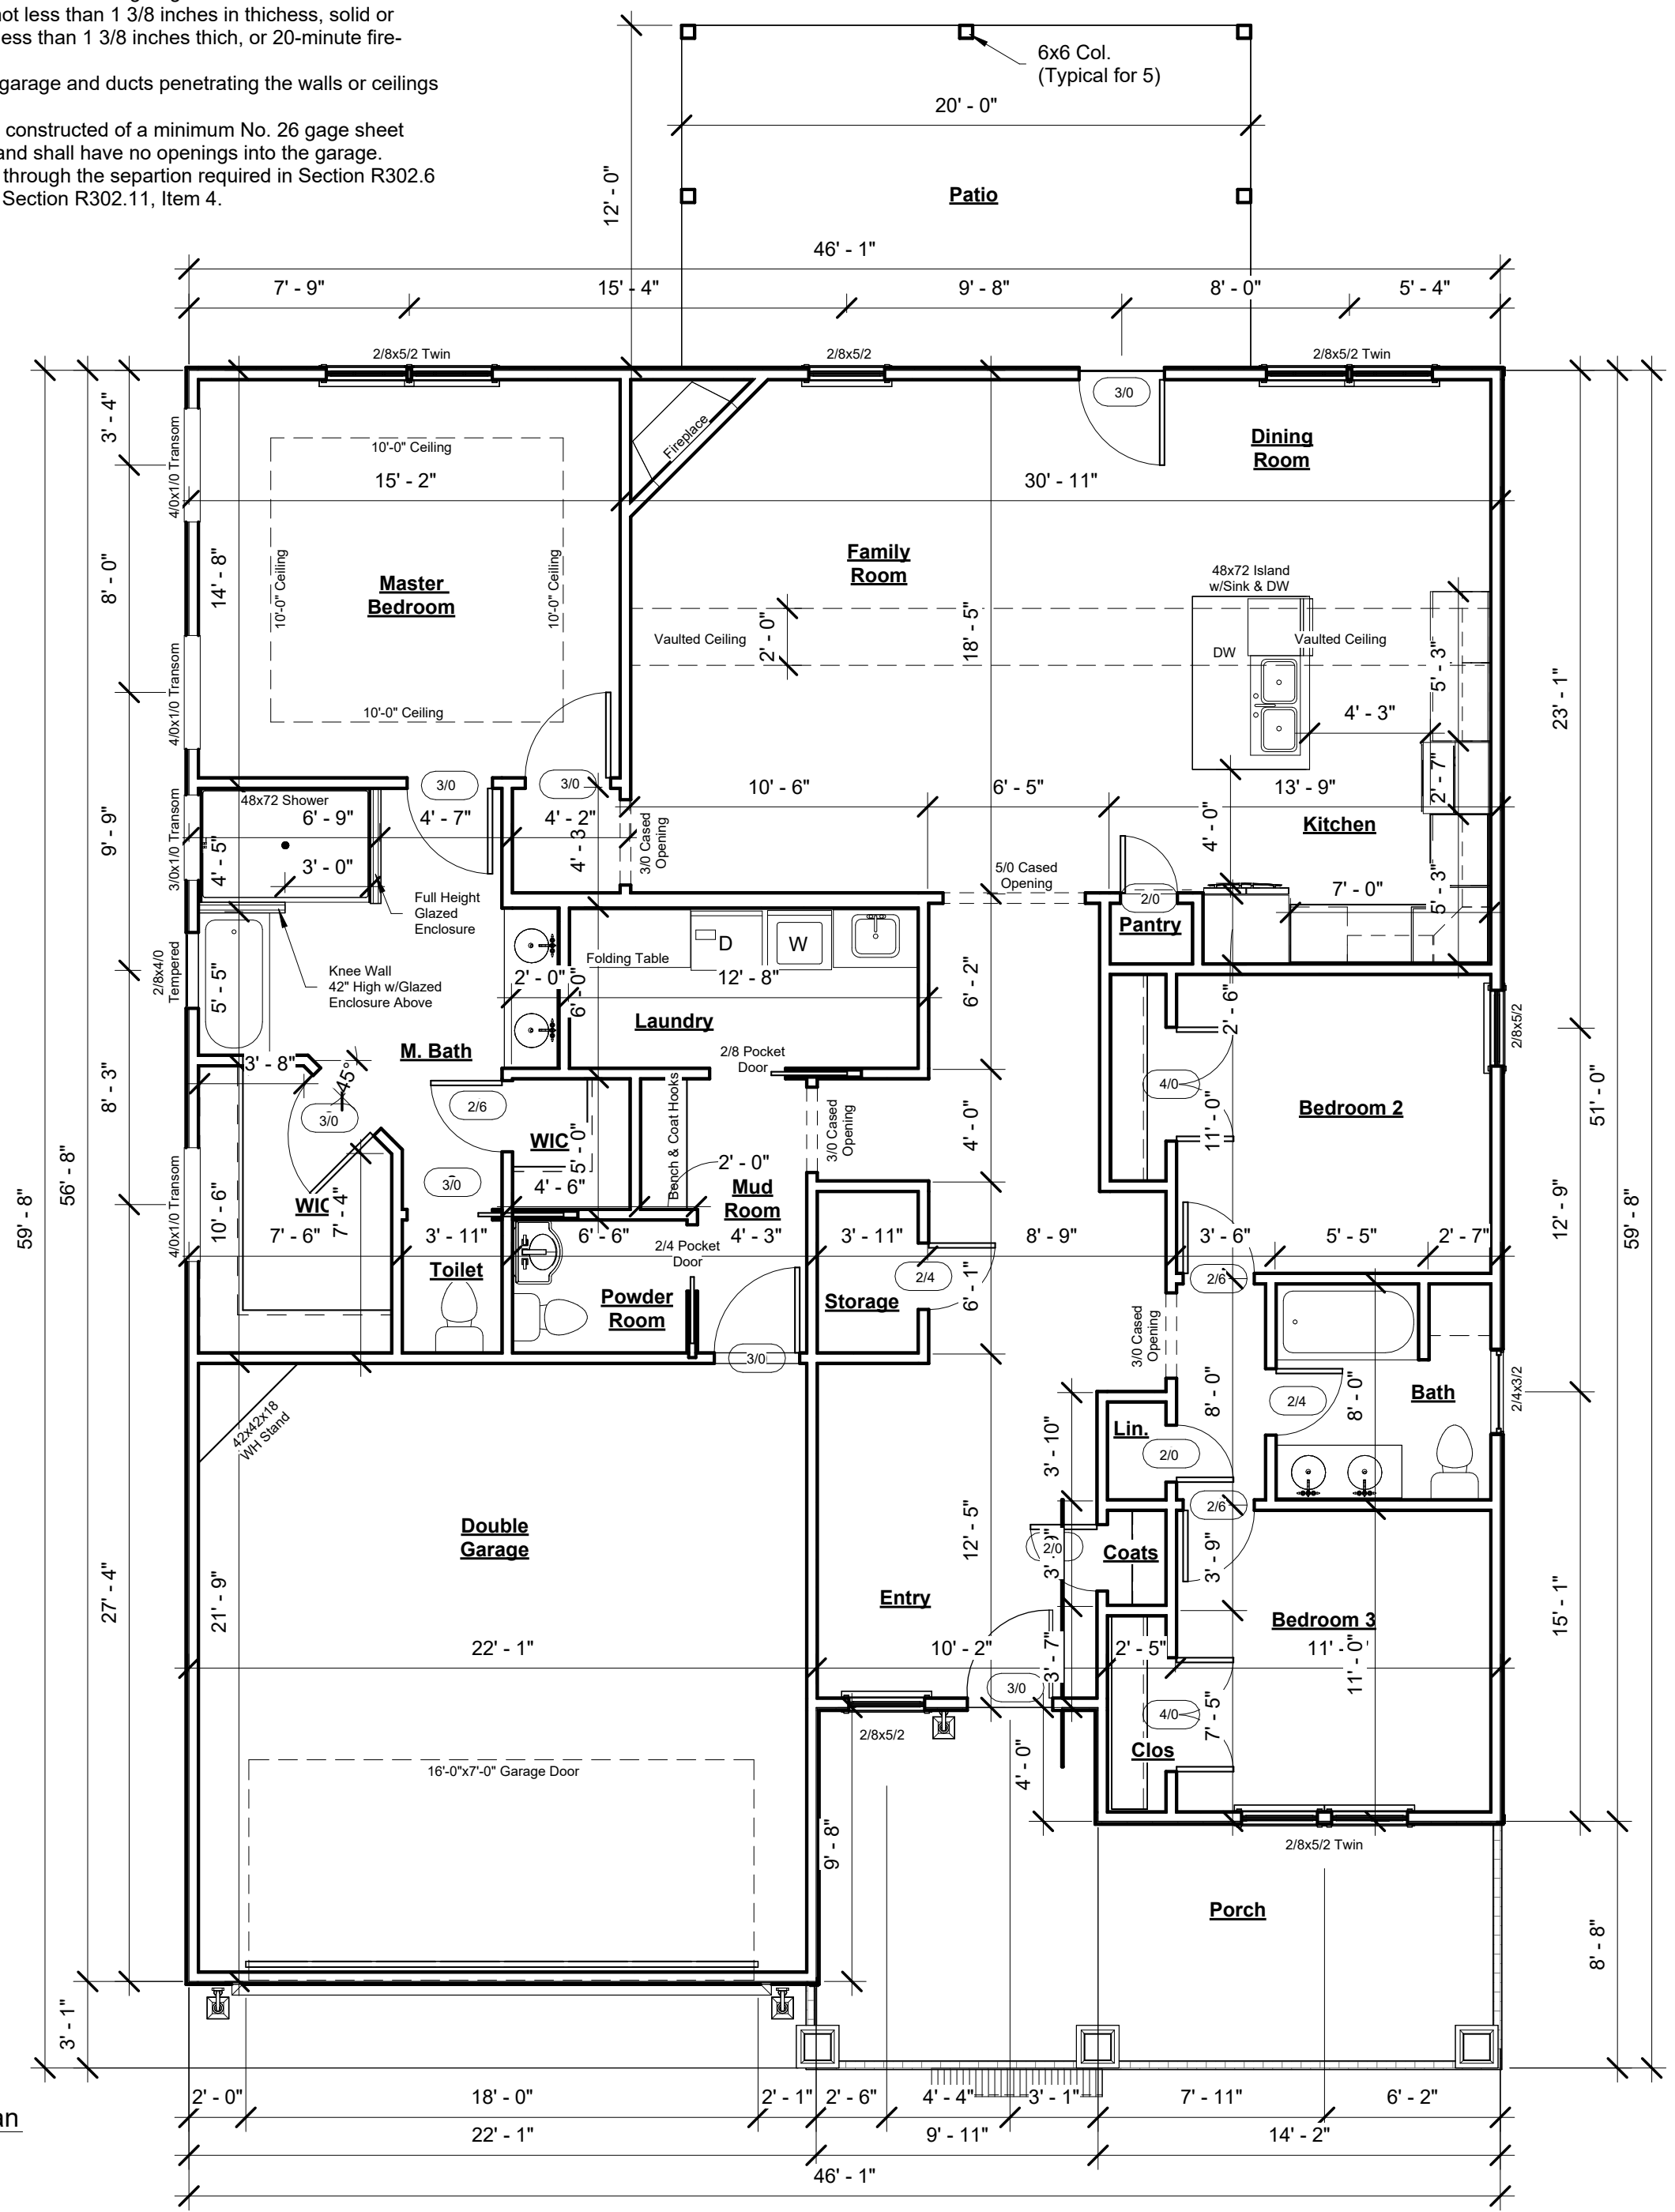 not less than 1 3/8 inches in thichess, solid or
ess than 1 3/8 inches thich, or 20-minute fire-
garage and ducts penetrating the walls or ceilings
constructed of a minimum No. 26 gage sheet
and shall have no openings into the garage.
through the separtion required in Section R302.6
Section R302.11, Item 4.
6x6 Col.
(Typical for 5)
20' - 0"
12' - 0"
Patio
46' - 1"
7' - 9"
15' - 4"
9' - 8"
8' - 0"
5' - 4"
2/8x5/2 Twin
2/8x5/2
2/8x5/2 Twin
3' - 4"
4/0x1/0 Transom
10'-0" Ceiling
15' - 2"
Fireplace
3/0
Dining
Room
30' - 11"
8' - 0"
14' - 8"
10'-0" Ceiling
10'-0" Ceiling
Master
Bedroom
Family
Room
48x72 Island
w/Sink & DW
Vaulted Ceiling
2' - 0"
18' - 5"
DW
Vaulted Ceiling
5' - 3"
4' - 3"
23' - 1"
4/0x1/0 Transom
10'-0" Ceiling
3/0
3/0
10' - 6"
6' - 5"
13' - 9"
2' - 7"
48x72 Shower
6' - 9"
4' - 7"
4' - 2"
4' - 3
3/0 Cased
Opening
4' - 0"
Kitchen
9' - 9"
3/0x1/0 Transom
4' - 5"
3' - 0"
5/0 Cased
Opening
7' - 0"
5' - 3"
Full Height
Glazed
Enclosure
2/0
Pantry
2/8x4/0
Tempered
5' - 5"
Knee Wall
42" High w/Glazed
Enclosure Above
2' - 0"
6' - 0"
Folding Table
D
W
12' - 8"
6' - 2"
2' - 6"
2/8x5/2
Laundry
M. Bath
2/8 Pocket
Door
3' - 8"
45°
3/0
2/6
8' - 3"
56' - 8"
59' - 8"
4/0
11' - 0"
Bedroom 2
51' - 0"
WIC
5' - 0"
4' - 6"
Bench & Coat Hooks
3/0 Cased
Opening
4' - 0"
3/0
2' - 0"
Mud
Room
4/0x1/0 Transom
10' - 6"
WIC
7' - 6"
7' - 4"
3' - 11"
6' - 6"
4' - 3"
3' - 11"
8' - 9"
3' - 6"
5' - 5"
2' - 7"
12' - 9"
59' - 8"
2/4 Pocket
Door
Toilet
Powder
Room
Storage
2/4
6' - 1"
2/6
3/0
3/0 Cased
Opening
8' - 0"
2/4
8' - 0"
Bath
2/4x3/2
42x42x18
WH Stand
Lin.
3' - 10"
2/0
Double
Garage
27' - 4"
21' - 9"
12' - 5"
2/6
2/0
Coats
3' - 9"
15' - 1"
Entry
Bedroom 3
22' - 1"
10' - 2"
3' - 7"
2' - 5"
11' - 0"
3/0
4/0
7' - 5"
2/8x5/2
4' - 0"
Clos
16'-0"x7'-0" Garage Door
2/8x5/2 Twin
9' - 8"
Porch
8' - 8"
3' - 1"
2' - 0"
18' - 0"
2' - 1"
2' - 6"
4' - 4"
3' - 1"
7' - 11"
6' - 2"
an
22' - 1"
9' - 11"
14' - 2"
46' - 1"